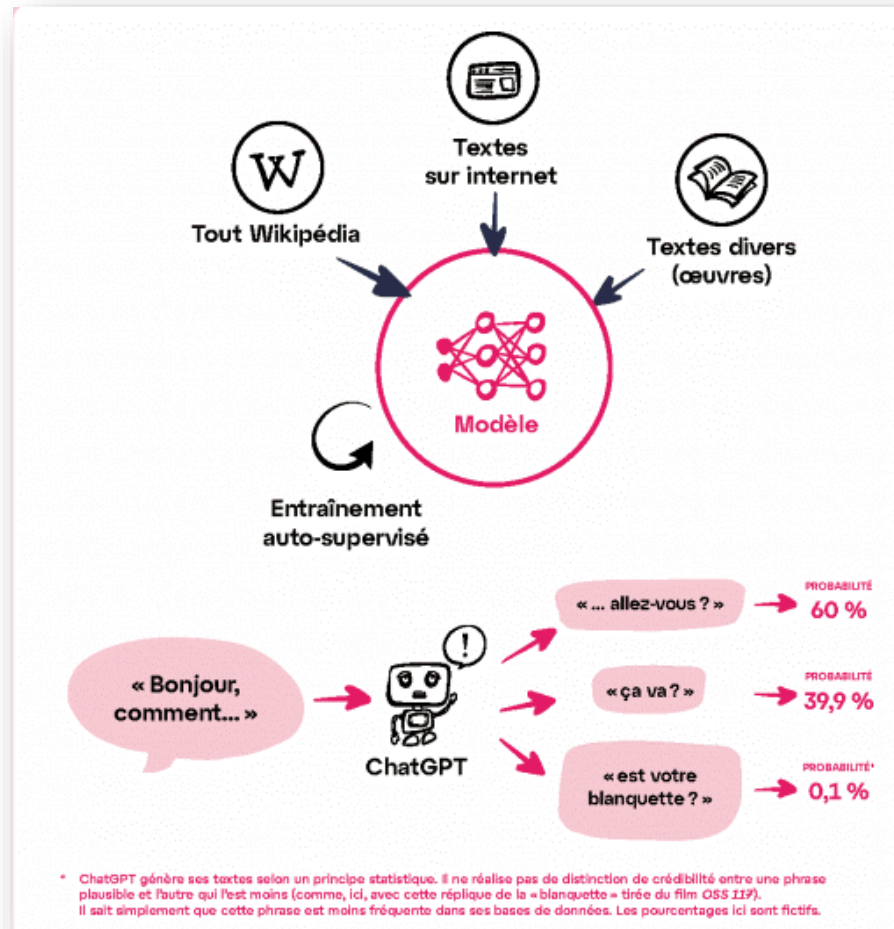 W
Textes
sur internet
Tout Wikipédia
Textes divers
(œuvres)
Modèle
Entraînement
auto-supervisé
« Bonjour,
comment... »
!
ChatGPT
« ... allez-vous ? »
PROBABILITÉ
60 %
« ça va ? »
PROBABILITÉ
39,9 %
« est votre
blanquette ? »
PROBABILITÉ*
0,1 %
* ChatGPT génère ses textes selon un principe statistique. Il ne réalise pas de distinction de crédibilité entre une phrase
plausible et l'autre qui l'est moins (comme, ici, avec cette réplique de la « blanquette » tirée du film OSS 117).
Il sait simplement que cette phrase est moins fréquente dans ses bases de données. Les pourcentages ici sont fictifs.